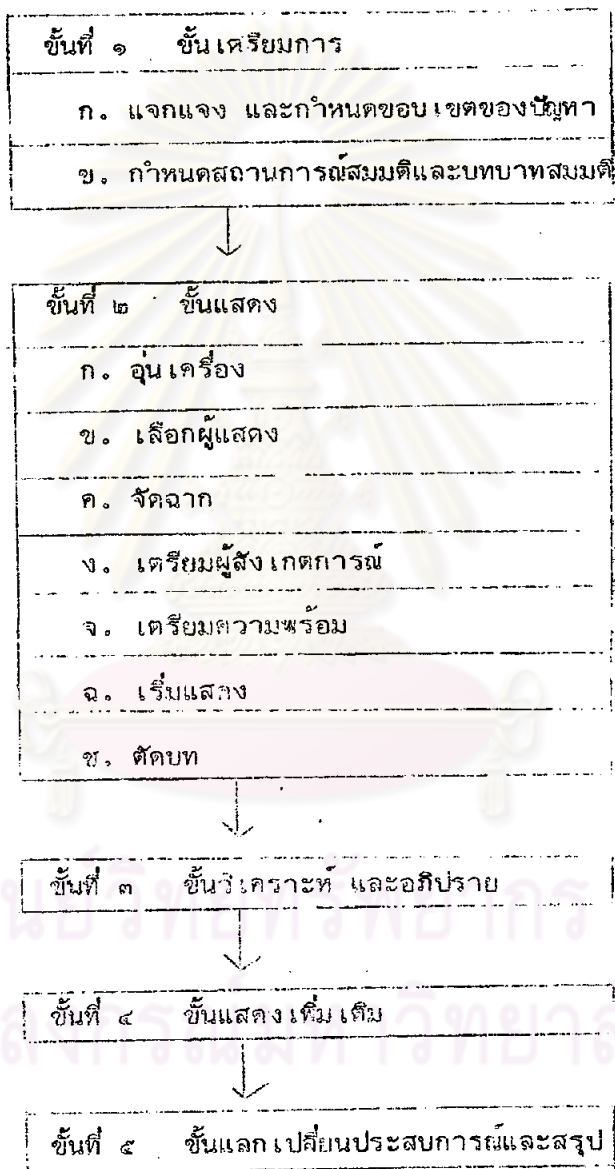 ขั้นที่ ๑ ขั้นเตรียมการ
ก. แจกแจง และกำหนดขอบเขตของปัญหา
ข. กำหนดสถานการณ์สมมติและบทบาทสมมติ
ขั้นที่ ๒ ขั้นแสดง
ก. อุ่นเครื่อง
ข. เลือกผู้แสดง
ค. จัดฉาก
ง. เตรียมผู้สังเกตการณ์
จ. เตรียมความพร้อม
ฉ. เริ่มแสดง
ช. ตัดบท
ขั้นที่ ๓ ขั้นวิเคราะห์ และอภิปราย
ขั้นที่ ๔ ขั้นแสดงเพิ่มเติม
ขั้นที่ ๕ ขั้นแลกเปลี่ยนประสบการณ์และสรุป